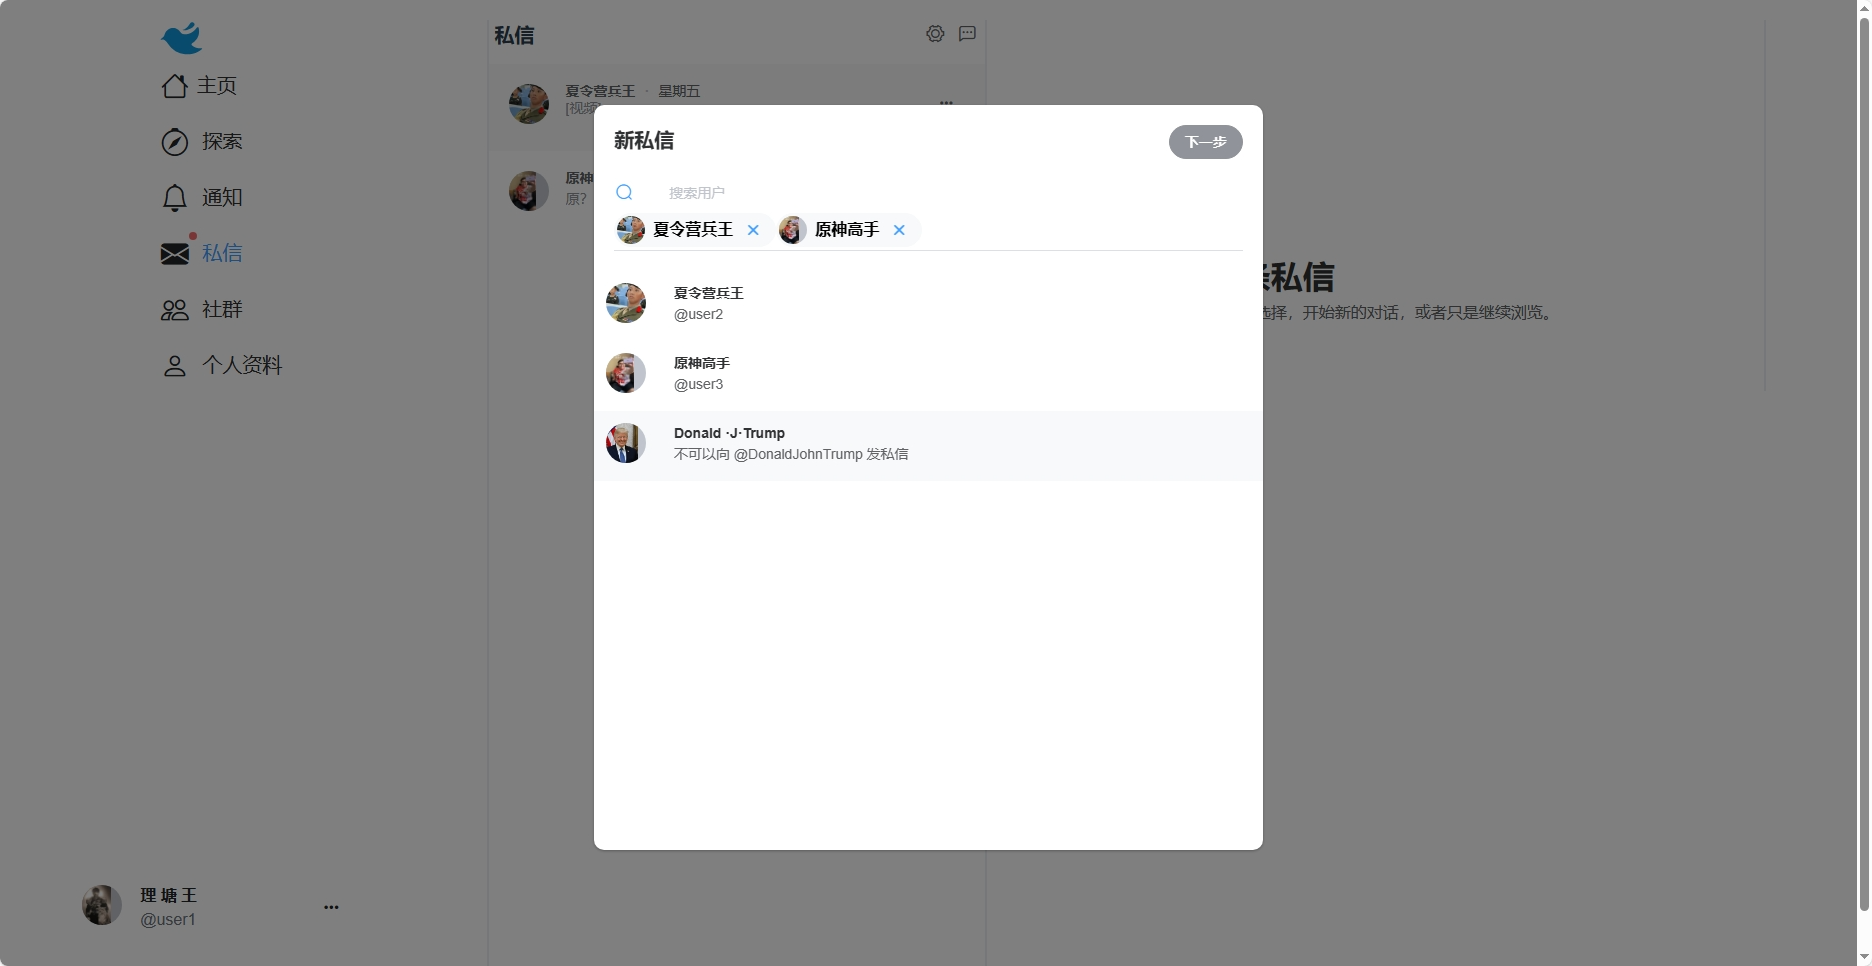 主页
探索
通知
私信
社群
个人资料
理 塘 王
@user1
私信
夏令营兵王 · 星期五
[视频
原神
原?
新私信
下一步
搜索用户
夏令营兵王
原神高手
夏令营兵王
@user2
原神高手
@user3
Donald ·J·Trump
不可以向 @DonaldJohnTrump 发私信
私信
选择，开始新的对话，或者只是继续浏览。